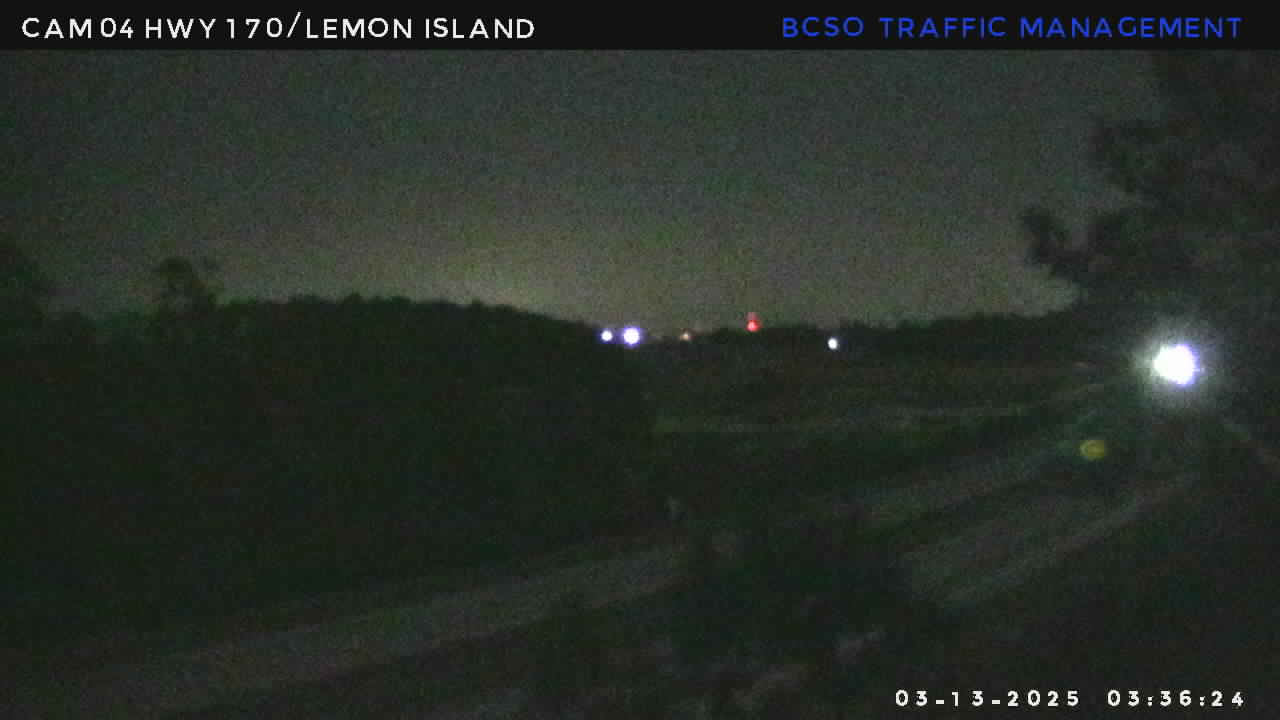 CAM 04 HWY 170/LEMON ISLAND
BCSO TRAFFIC MANAGEMENT
03-13-2025 03:36:24